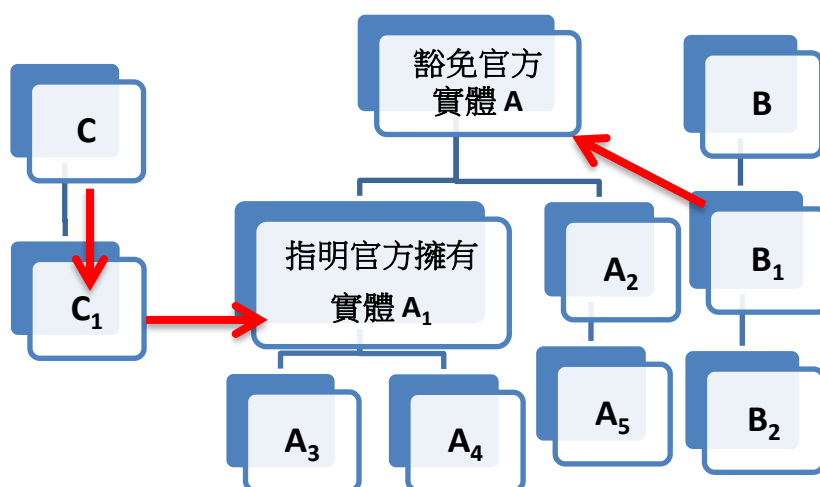 豁免官方
實體 A
C
B
指明官方擁有
實體 A₁
A₂
B₁
C₁
A₃
A₄
A₅
B₂